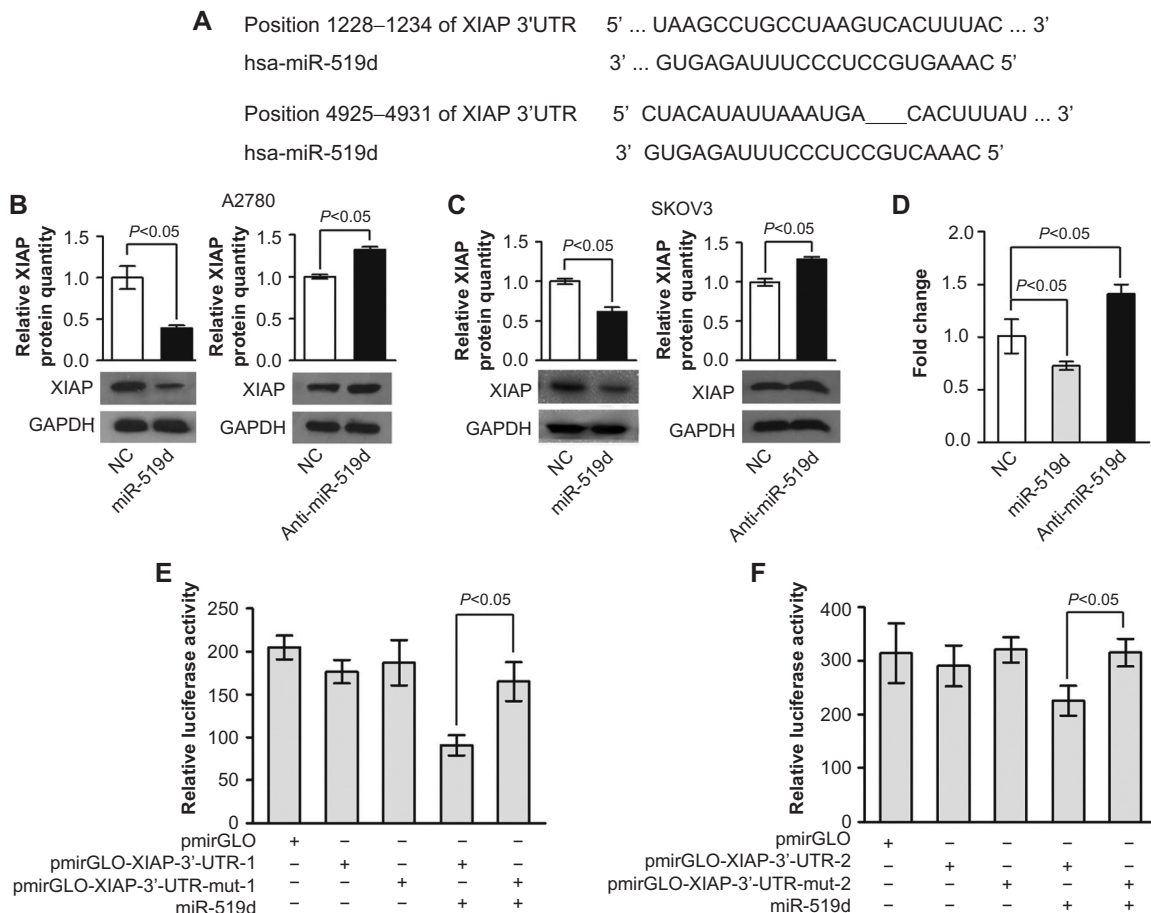 A
Position 1228–1234 of XIAP 3'UTR 5' ... UAAGCCUGCCUAAGUCACUUUAC ... 3'
hsa-miR-519d 3' ... GUGAGAUUUCCCUCCGUGAAAC 5'
Position 4925–4931 of XIAP 3'UTR 5' CUACAUAUUAAAUGA____CACUUUAU ... 3'
hsa-miR-519d 3' GUGAGAUUUCCCUCCGUCAAAC 5'
B
A2780
Relative XIAP
protein quantity
1.5
1.0
0.5
0.0
P<0.05
Relative XIAP
protein quantity
2.0
1.5
1.0
0.5
0.0
P<0.05
XIAP
GAPDH
NC
miR-519d
XIAP
GAPDH
NC
Anti-miR-519d
C
SKOV3
Relative XIAP
protein quantity
1.5
1.0
0.5
0.0
P<0.05
Relative XIAP
protein quantity
1.5
1.0
0.5
0.0
P<0.05
XIAP
GAPDH
NC
miR-519d
XIAP
GAPDH
NC
Anti-miR-519d
D
Fold change
2.0
1.5
1.0
0.5
0.0
P<0.05
P<0.05
NC
miR-519d
Anti-miR-519d
E
Relative luciferase activity
250
200
150
100
50
0
P<0.05
pmirGLO + – – – –
pmirGLO-XIAP-3'-UTR-1 – + – + –
pmirGLO-XIAP-3'-UTR-mut-1 – – + – +
miR-519d – – – + +
F
Relative luciferase activity
400
300
200
100
0
P<0.05
pmirGLO + – – – –
pmirGLO-XIAP-3'-UTR-2 – + – + –
pmirGLO-XIAP-3'-UTR-mut-2 – – + – +
miR-519d – – – + +